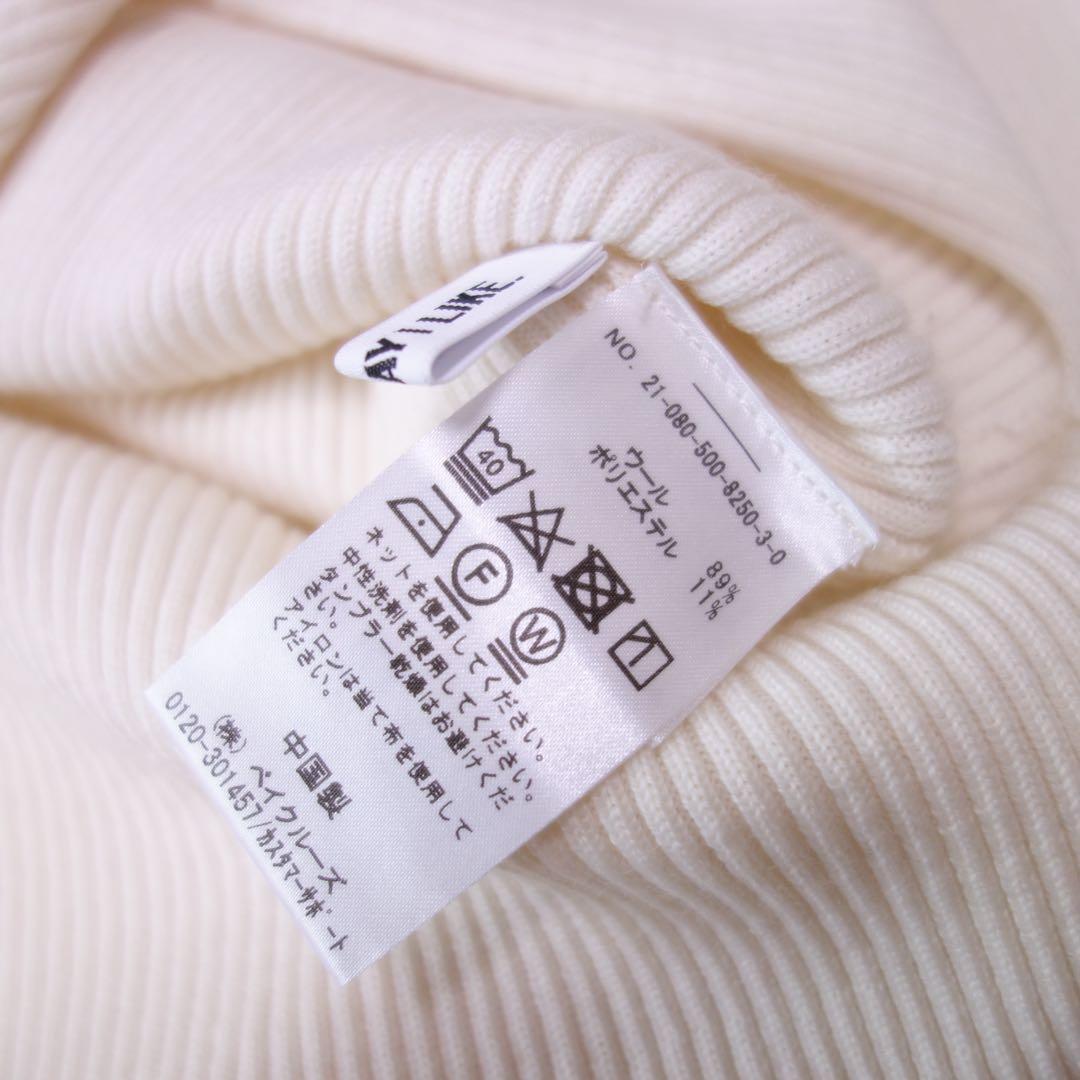 AY I LIKE.
NO. 21-080-500-8250-3-0
ウール 89%
ポリエステル 11%
40
F
W
ネットを使用してください。
中性洗剤を使用してください。
タンブラー乾燥はお避けくだ
さい。
アイロンは当て布を使用して
ください。
中国製
(株)ベイクルーズ
0120-301457/カスタマーサポート